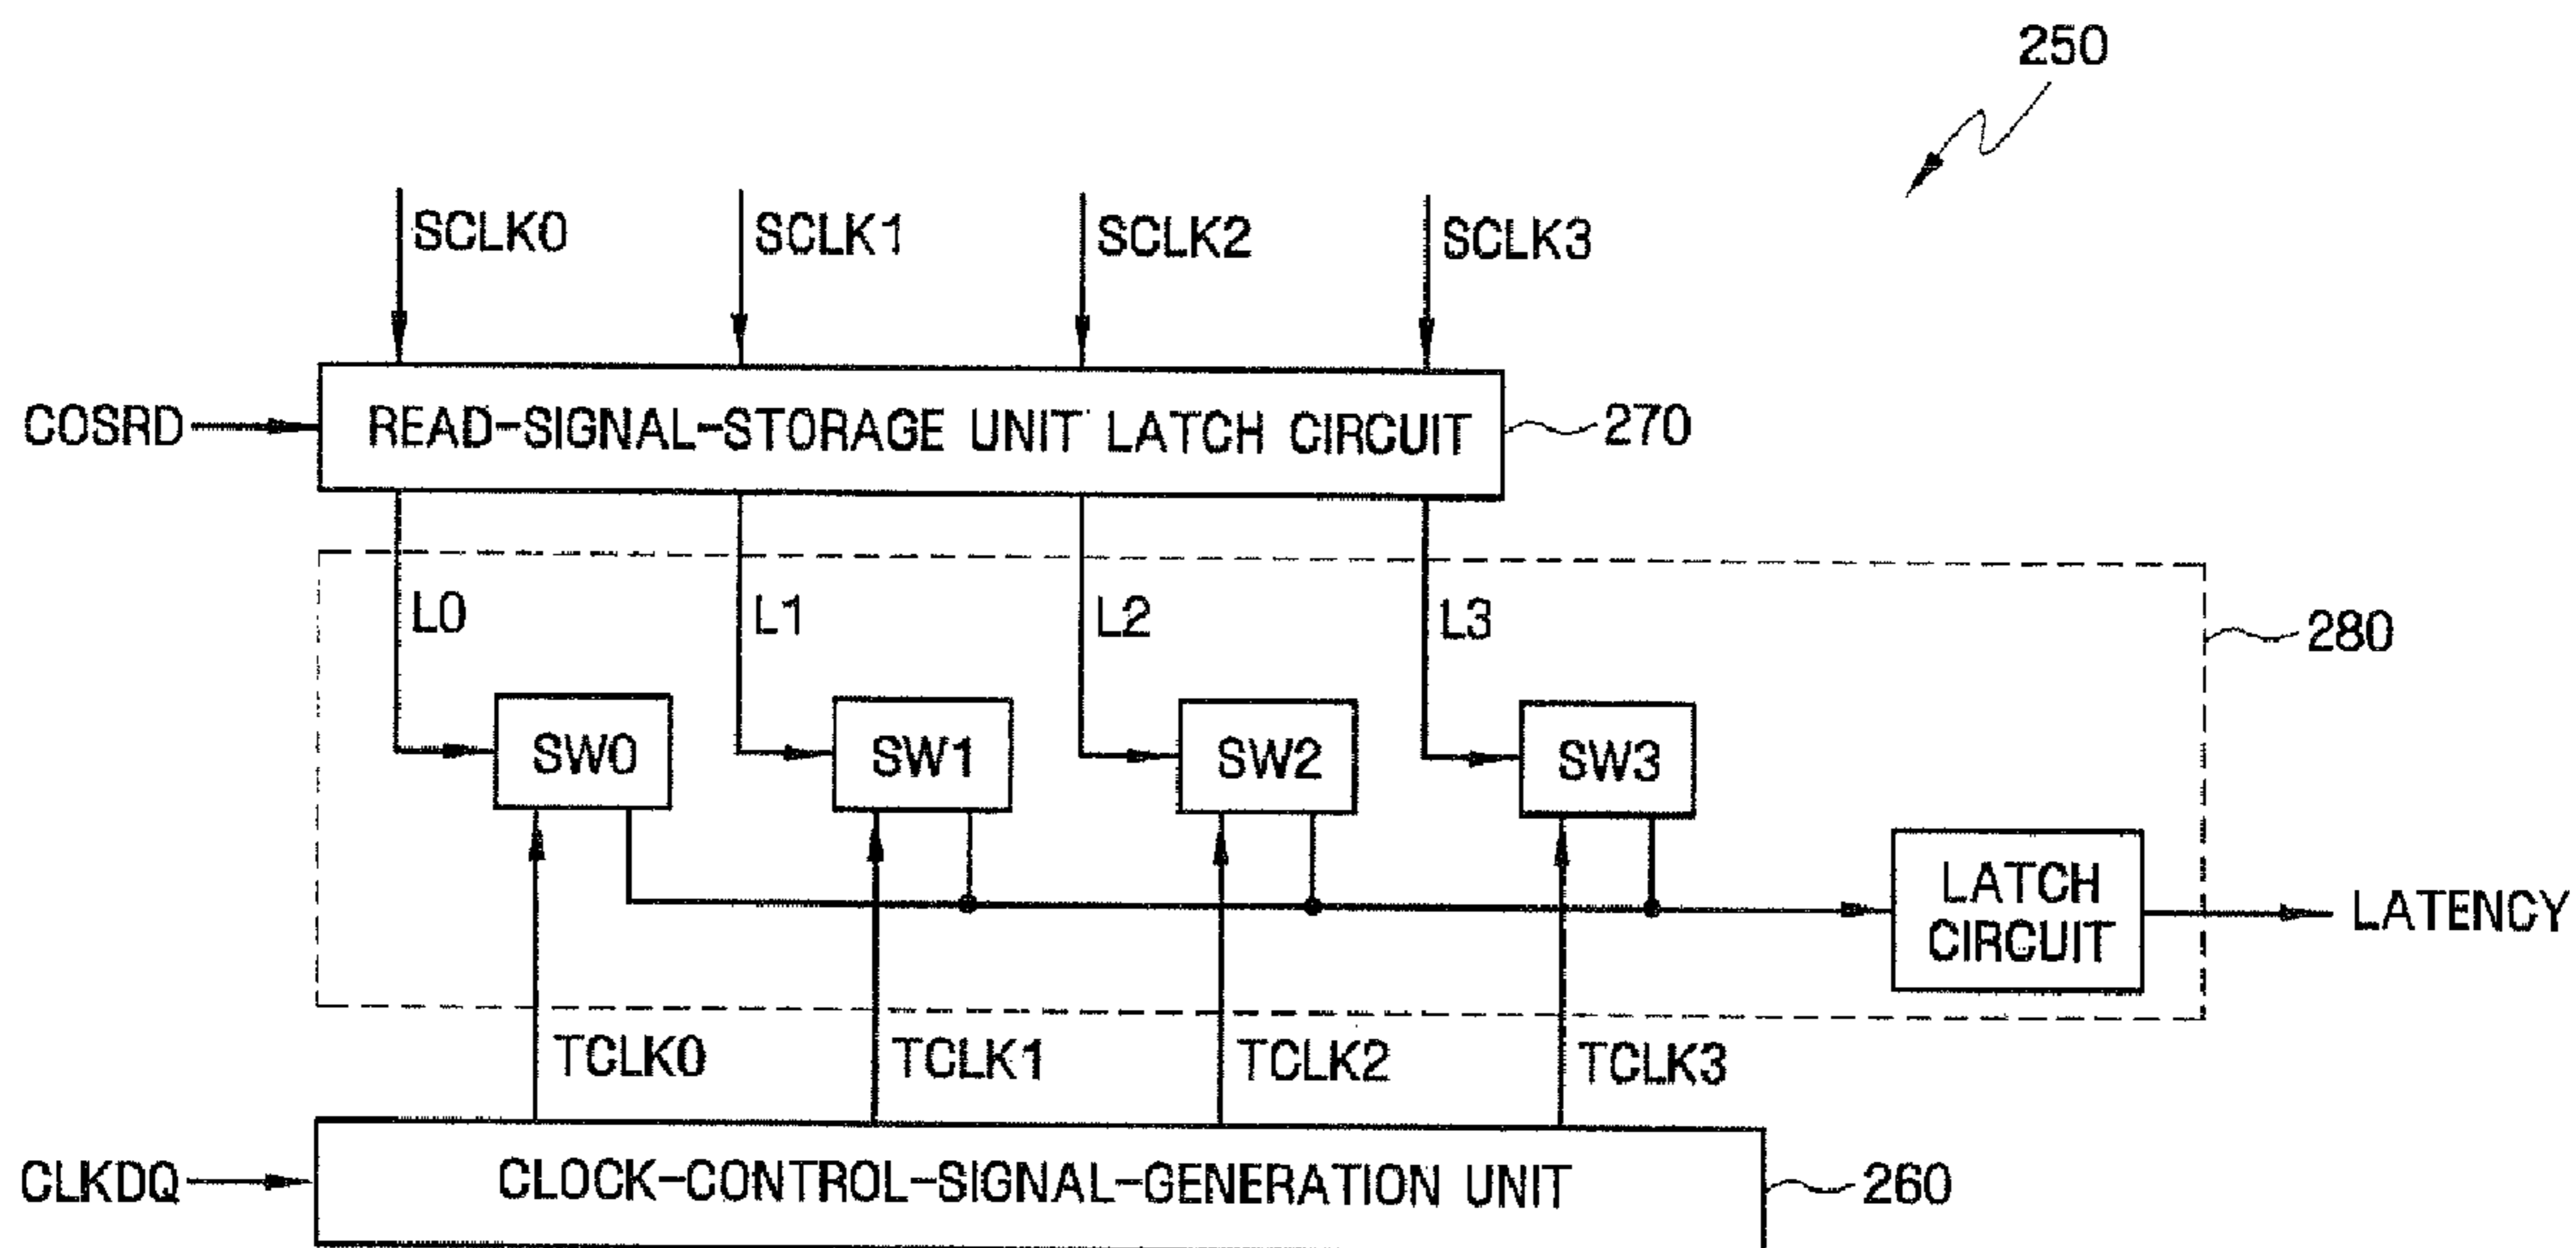 250
SCLK0
SCLK1
SCLK2
SCLK3
COSRD
READ-SIGNAL-STORAGE UNIT LATCH CIRCUIT
270
L0
L1
L2
L3
280
SW0
SW1
SW2
SW3
LATCH
CIRCUIT
LATENCY
TCLK0
TCLK1
TCLK2
TCLK3
CLKDQ
CLOCK-CONTROL-SIGNAL-GENERATION UNIT
260